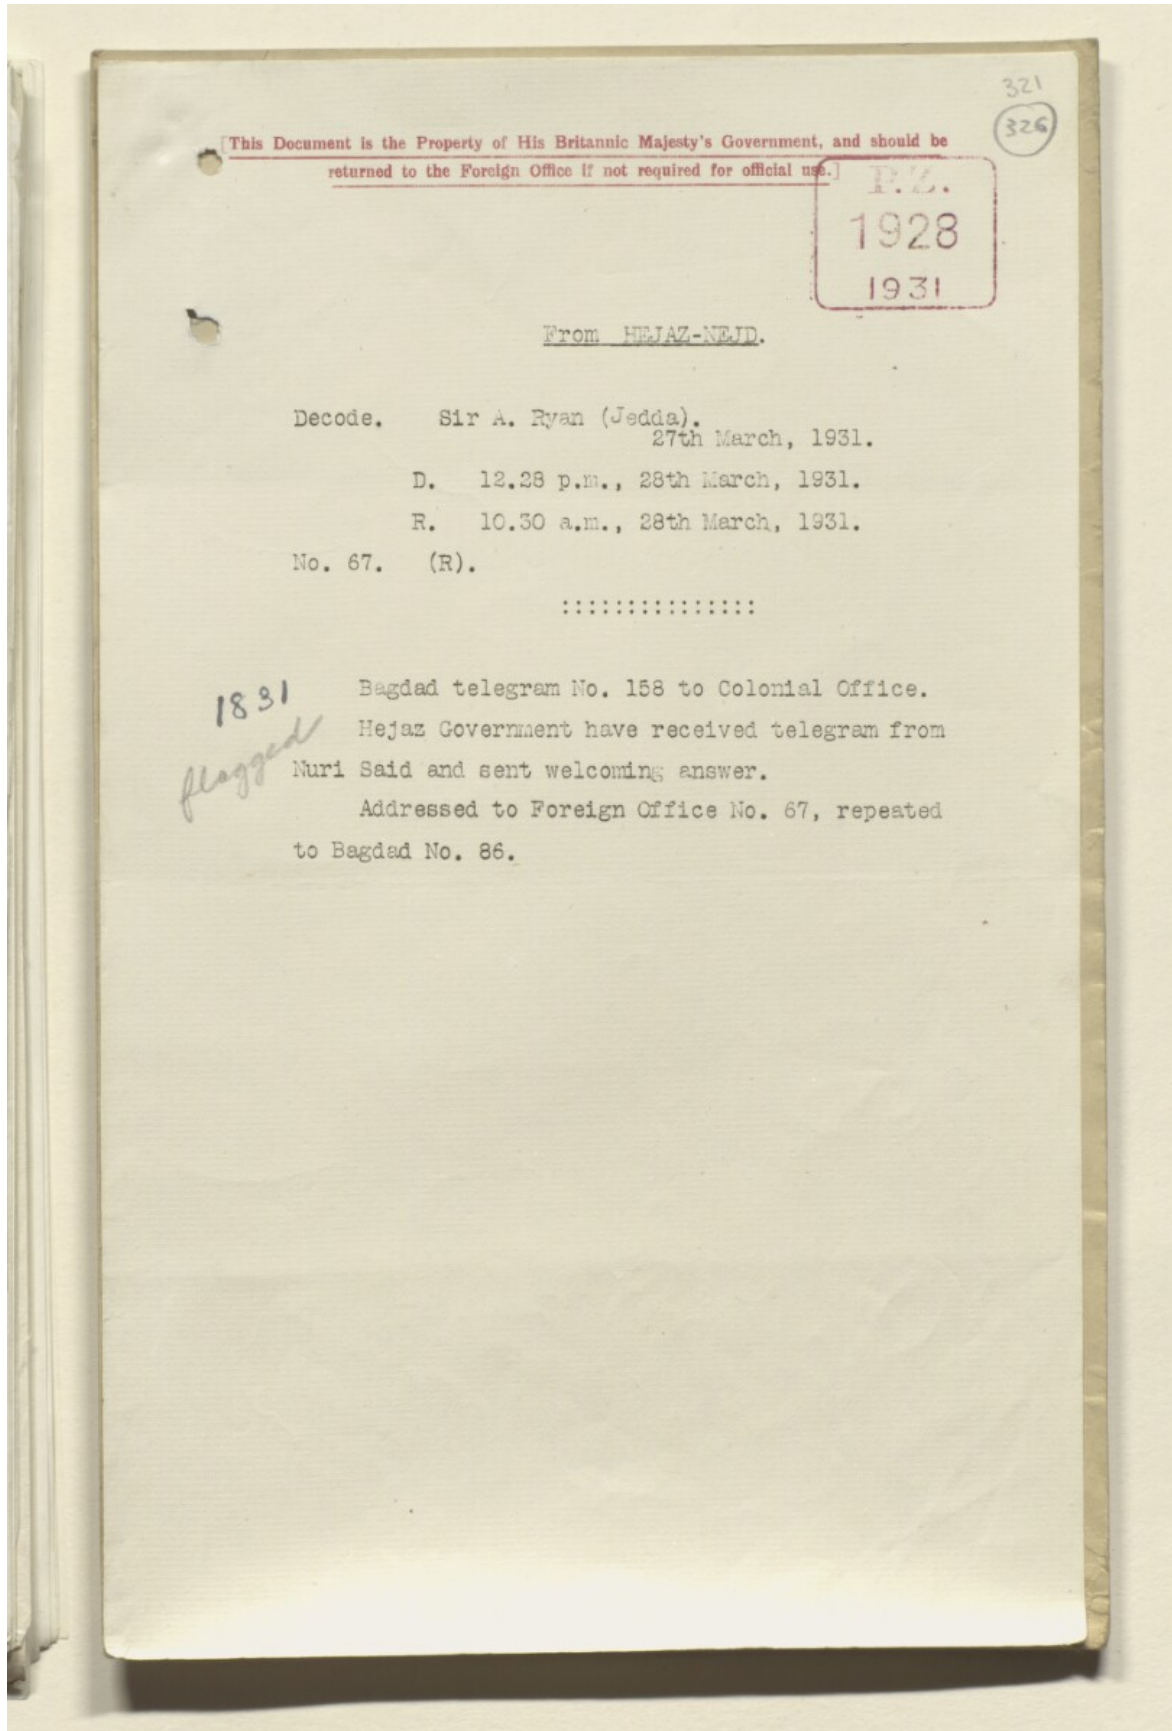 321
326
[This Document is the Property of His Britannic Majesty's Government, and should be
returned to the Foreign Office if not required for official use.]
P.Z.
1928
1931
From HEJAZ-NEJD.
Decode. Sir A. Ryan (Jedda).
27th March, 1931.
D. 12.28 p.m., 28th March, 1931.
R. 10.30 a.m., 28th March, 1931.
No. 67. (R).
:::::::::::::::
1831
flagged
Bagdad telegram No. 158 to Colonial Office.
Hejaz Government have received telegram from
Nuri Said and sent welcoming answer.
Addressed to Foreign Office No. 67, repeated
to Bagdad No. 86.